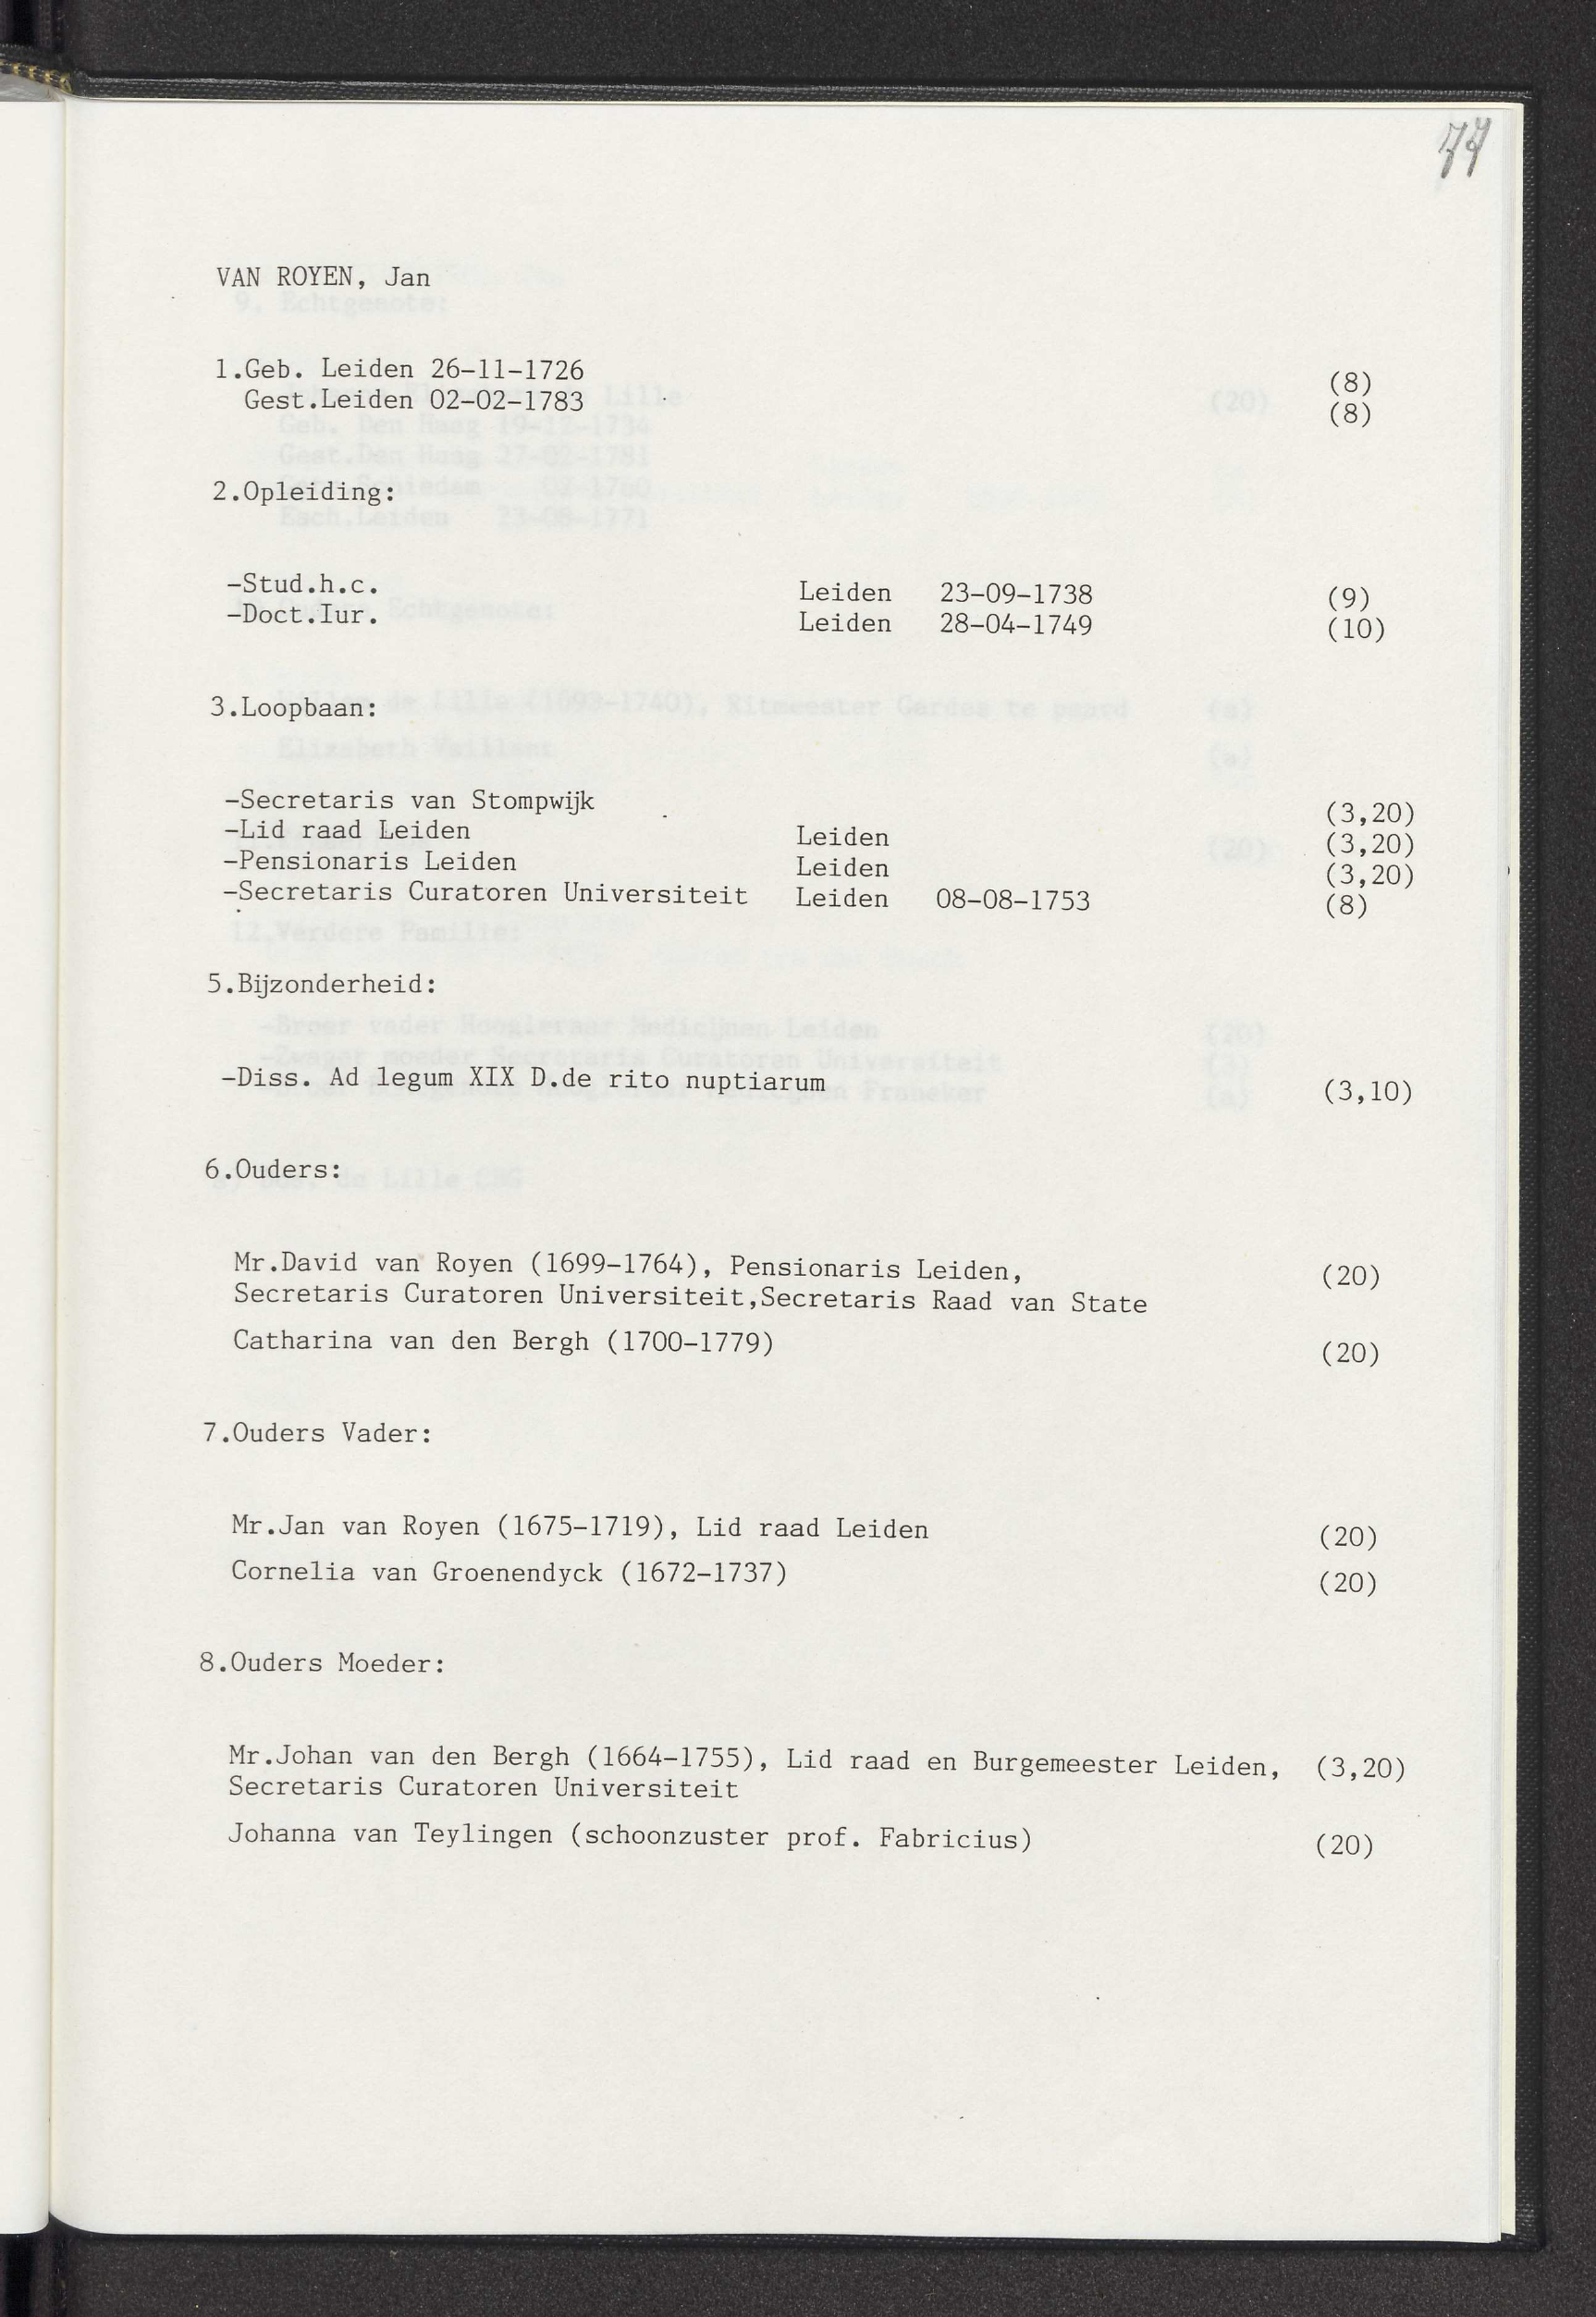 77
VAN ROYEN, Jan
1.Geb. Leiden 26-11-1726 (8)
Gest.Leiden 02-02-1783 (8)
2.Opleiding:
-Stud.h.c. Leiden 23-09-1738 (9)
-Doct.Iur. Leiden 28-04-1749 (10)
3.Loopbaan:
-Secretaris van Stompwijk (3,20)
-Lid raad Leiden Leiden (3,20)
-Pensionaris Leiden Leiden (3,20)
-Secretaris Curatoren Universiteit Leiden 08-08-1753 (8)
5.Bijzonderheid:
-Diss. Ad legum XIX D.de rito nuptiarum (3,10)
6.Ouders:
Mr.David van Royen (1699-1764), Pensionaris Leiden, (20)
Secretaris Curatoren Universiteit,Secretaris Raad van State
Catharina van den Bergh (1700-1779) (20)
7.Ouders Vader:
Mr.Jan van Royen (1675-1719), Lid raad Leiden (20)
Cornelia van Groenendyck (1672-1737) (20)
8.Ouders Moeder:
Mr.Johan van den Bergh (1664-1755), Lid raad en Burgemeester Leiden, (3,20)
Secretaris Curatoren Universiteit
Johanna van Teylingen (schoonzuster prof. Fabricius) (20)